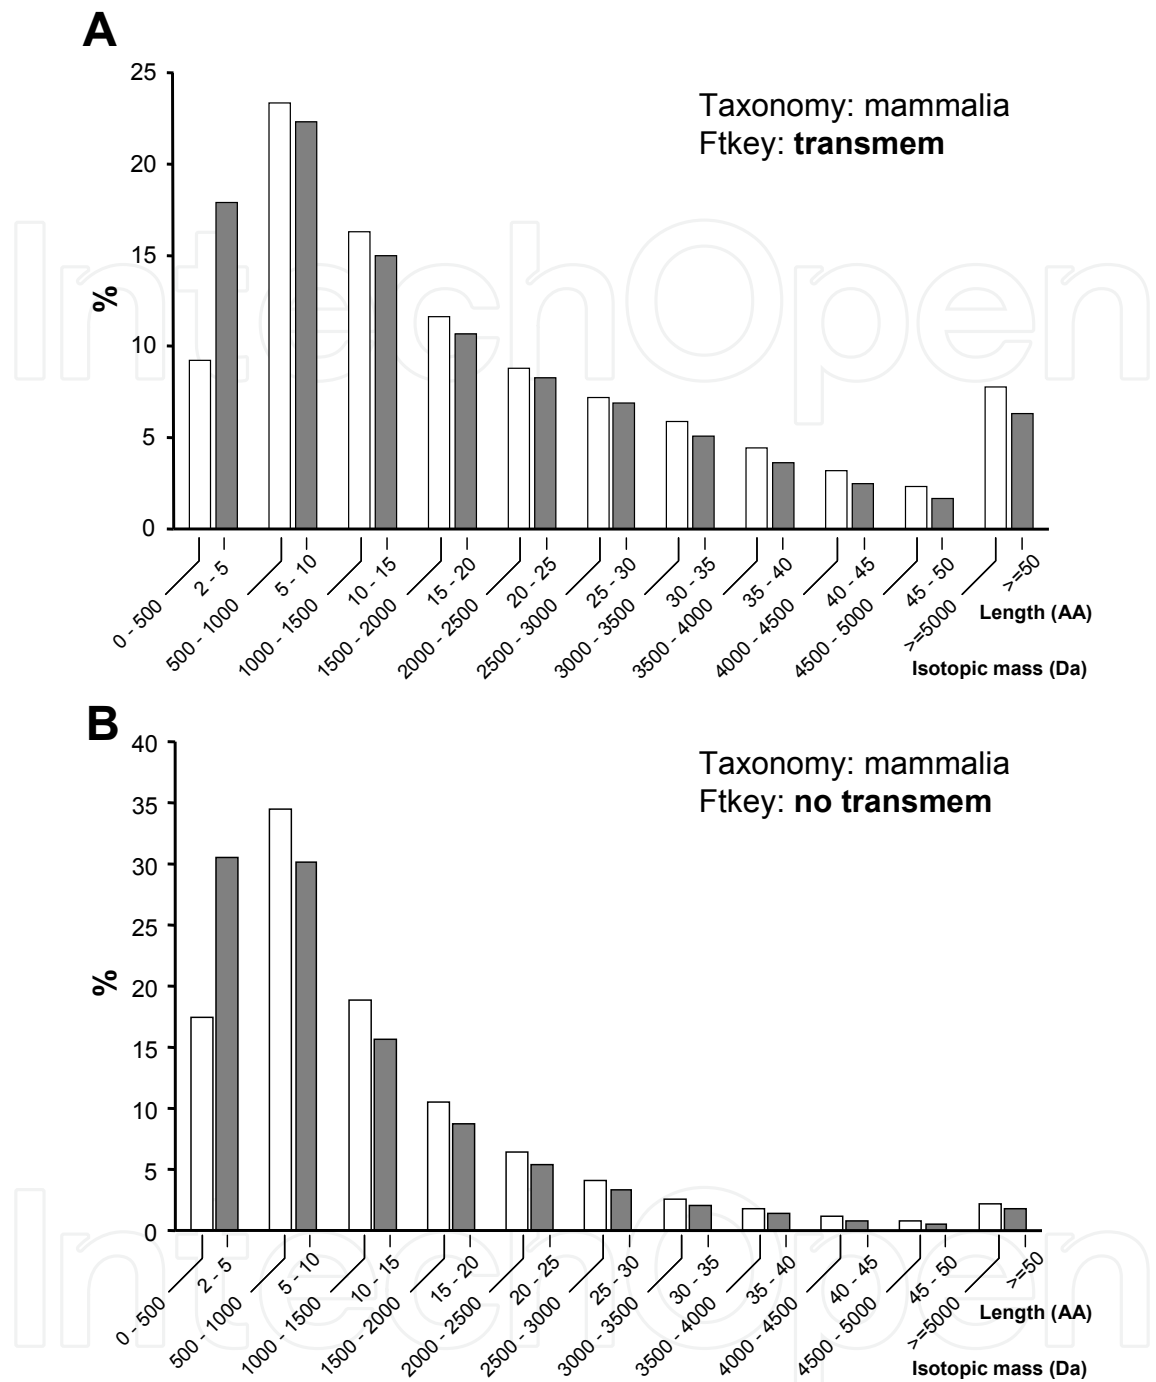 A
25
20
15
10
5
0
%
Taxonomy: mammalia
Ftkey: transmem
0 - 500
2 - 5
500 - 1000
5 - 10
1000 - 1500
10 - 15
1500 - 2000
15 - 20
2000 - 2500
20 - 25
2500 - 3000
25 - 30
3000 - 3500
30 - 35
3500 - 4000
35 - 40
4000 - 4500
40 - 45
4500 - 5000
45 - 50
>=5000
>=50
Length (AA)
Isotopic mass (Da)
IntechOpen
B
40
35
30
25
20
15
10
5
0
%
Taxonomy: mammalia
Ftkey: no transmem
0 - 500
2 - 5
500 - 1000
5 - 10
1000 - 1500
10 - 15
1500 - 2000
15 - 20
2000 - 2500
20 - 25
2500 - 3000
25 - 30
3000 - 3500
30 - 35
3500 - 4000
35 - 40
4000 - 4500
40 - 45
4500 - 5000
45 - 50
>=5000
>=50
Length (AA)
Isotopic mass (Da)
IntechOpen